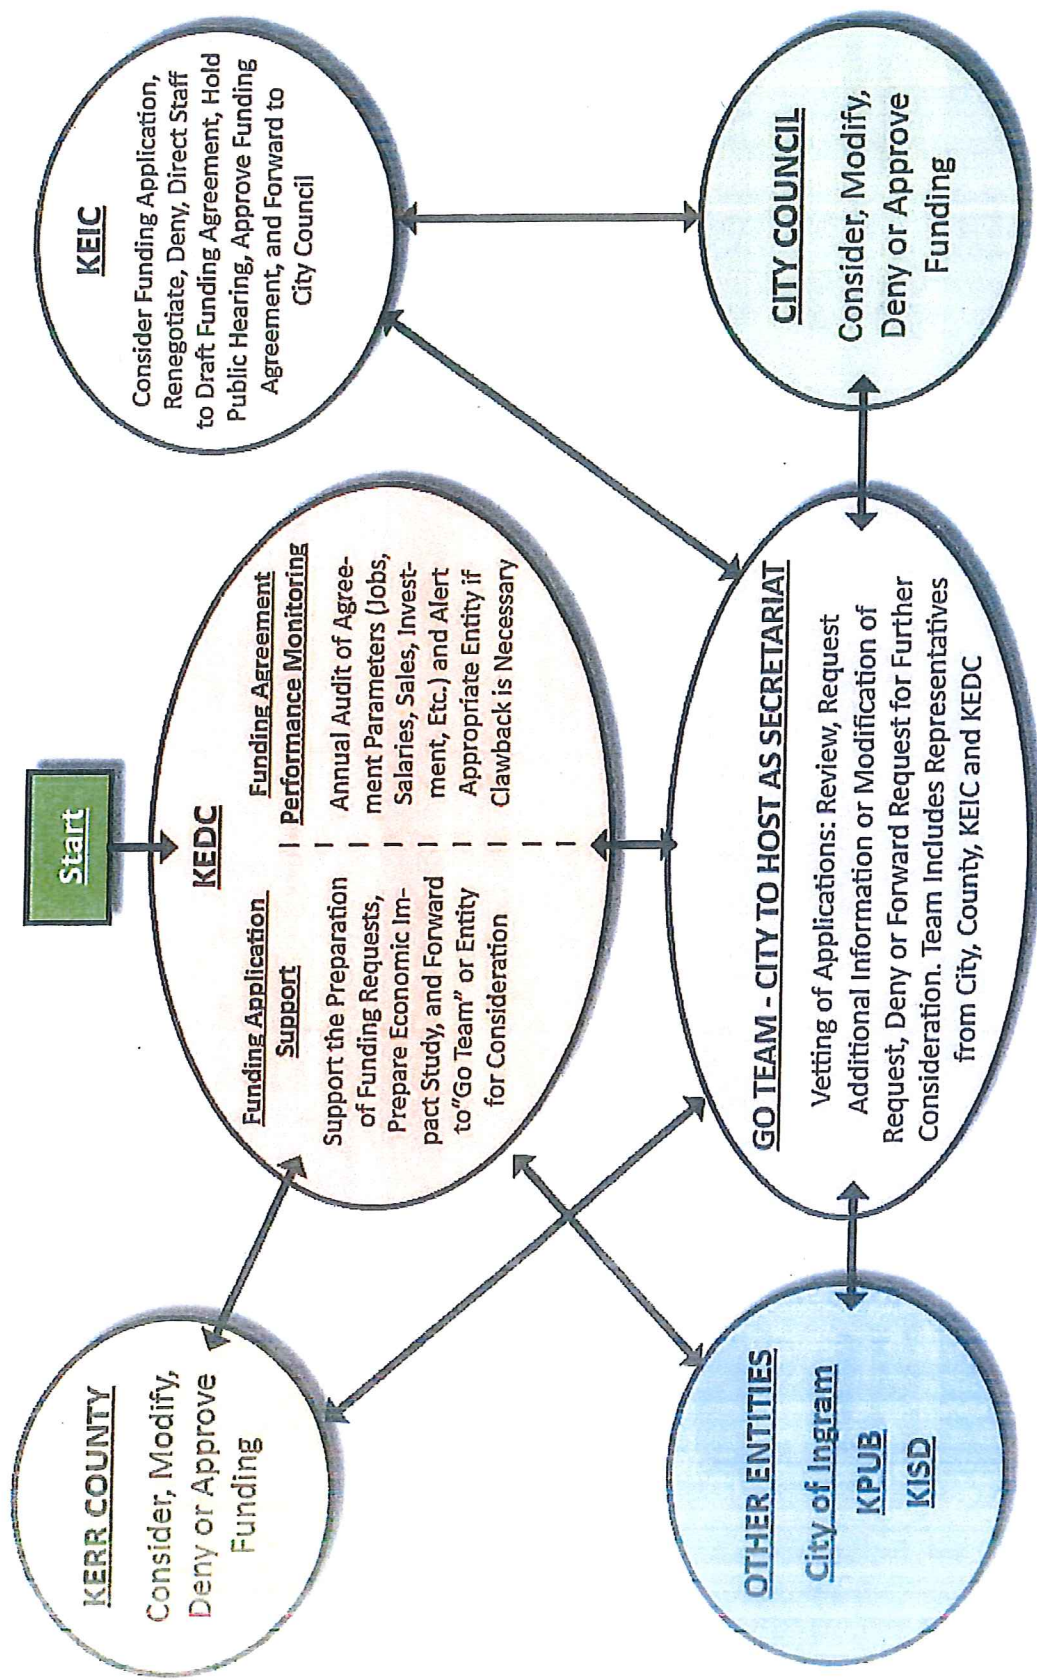 Start
KERR COUNTY
Consider, Modify,
Deny or Approve
Funding
KEDC
Funding Application
Support
Support the Preparation
of Funding Requests,
Prepare Economic Im-
pact Study, and Forward
to"Go Team" or Entity
for Consideration
Funding Agreement
Performance Monitoring
Annual Audit of Agree-
ment Parameters (Jobs,
Salaries, Sales, Invest-
ment, Etc.) and Alert
Appropriate Entity if
Clawback is Necessary
KEIC
Consider Funding Application,
Renegotiate, Deny, Direct Staff
to Draft Funding Agreement, Hold
Public Hearing, Approve Funding
Agreement, and Forward to
City Council
OTHER ENTITIES
City of Ingram
KPUB
KISD
GO TEAM - CITY TO HOST AS SECRETARIAT
Vetting of Applications: Review, Request
Additional Information or Modification of
Request, Deny or Forward Request for Further
Consideration. Team Includes Representatives
from City, County, KEIC and KEDC
CITY COUNCIL
Consider, Modify,
Deny or Approve
Funding